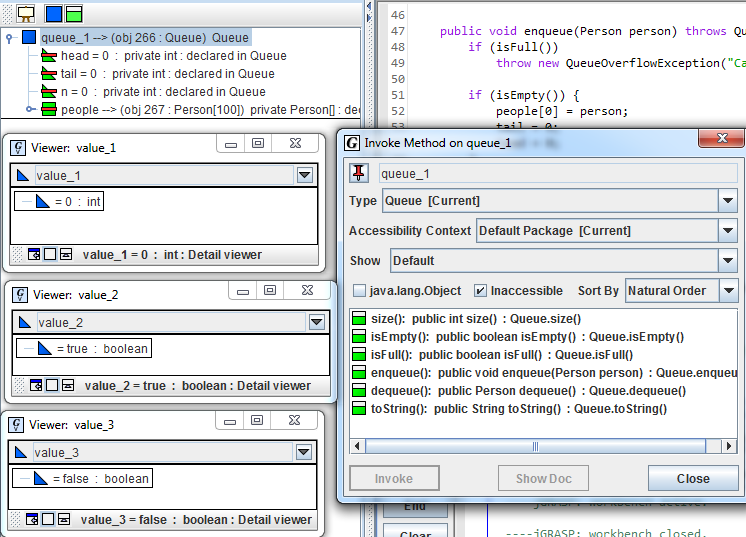 queue_1 --> (obj 266 : Queue) Queue
head = 0 : private int : declared in Queue
tail = 0 : private int : declared in Queue
n = 0 : private int : declared in Queue
people --> (obj 267 : Person[100]) private Person[] : dec
46
47 public void enqueue(Person person) throws Qu
48 if (isFull())
49 throw new QueueOverflowException("Ca
50
51 if (isEmpty()) {
52 people[0] = person;
53 tail = 0;
Viewer: value_1
value_1
= 0 : int
value_1 = 0 : int : Detail viewer
Viewer: value_2
value_2
= true : boolean
value_2 = true : boolean : Detail viewer
Viewer: value_3
value_3
= false : boolean
value_3 = false : boolean : Detail viewer
Invoke Method on queue_1
queue_1
Type Queue [Current]
Accessibility Context Default Package [Current]
Show Default
java.lang.Object Inaccessible Sort By Natural Order
size(): public int size() : Queue.size()
isEmpty(): public boolean isEmpty() : Queue.isEmpty()
isFull(): public boolean isFull() : Queue.isFull()
enqueue(): public void enqueue(Person person) : Queue.enqueu
dequeue(): public Person dequeue() : Queue.dequeue()
toString(): public String toString() : Queue.toString()
Invoke Show Doc Close
End
Clear
----jGRASP: workbench closed.